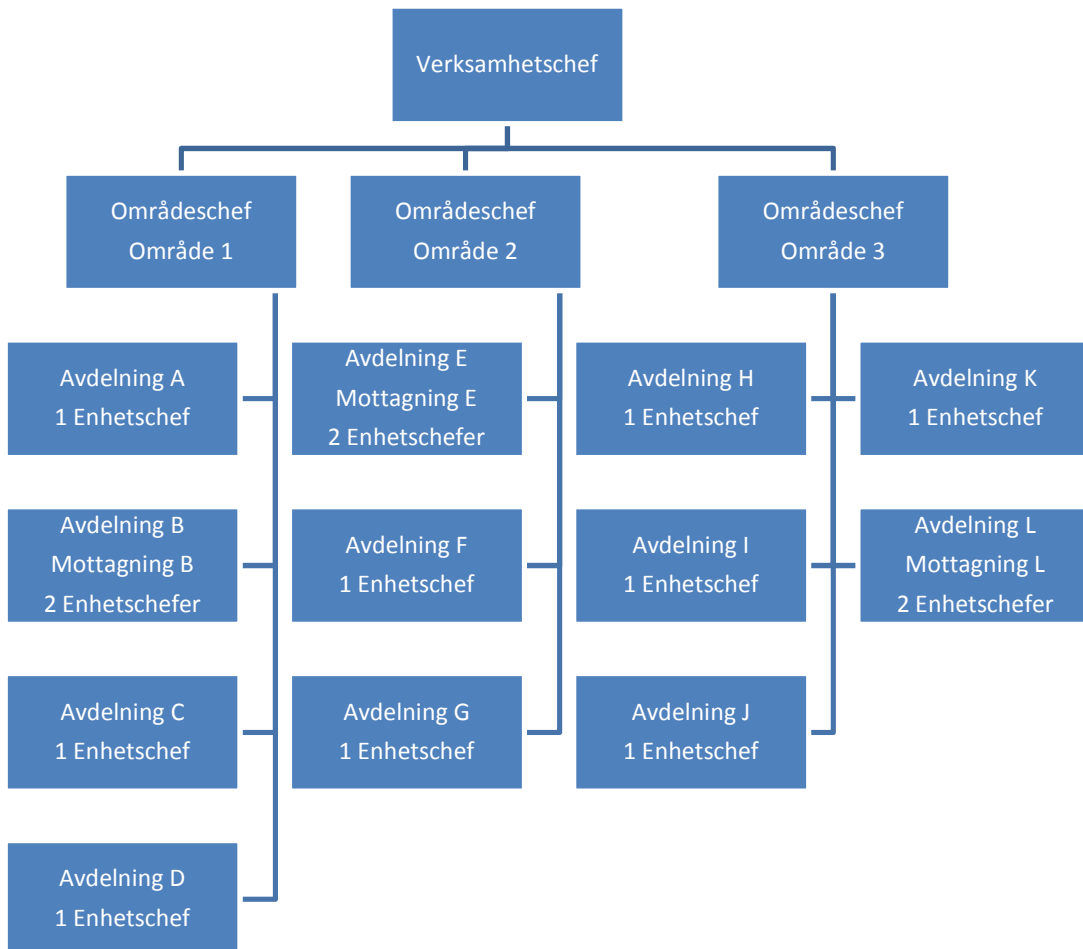 Verksamhetschef
Områdeschef
Område 1
Områdeschef
Område 2
Områdeschef
Område 3
Avdelning A
1 Enhetschef
Avdelning E
Mottagning E
2 Enhetschefer
Avdelning H
1 Enhetschef
Avdelning K
1 Enhetschef
Avdelning B
Mottagning B
2 Enhetschefer
Avdelning F
1 Enhetschef
Avdelning I
1 Enhetschef
Avdelning L
Mottagning L
2 Enhetschefer
Avdelning C
1 Enhetschef
Avdelning G
1 Enhetschef
Avdelning J
1 Enhetschef
Avdelning D
1 Enhetschef